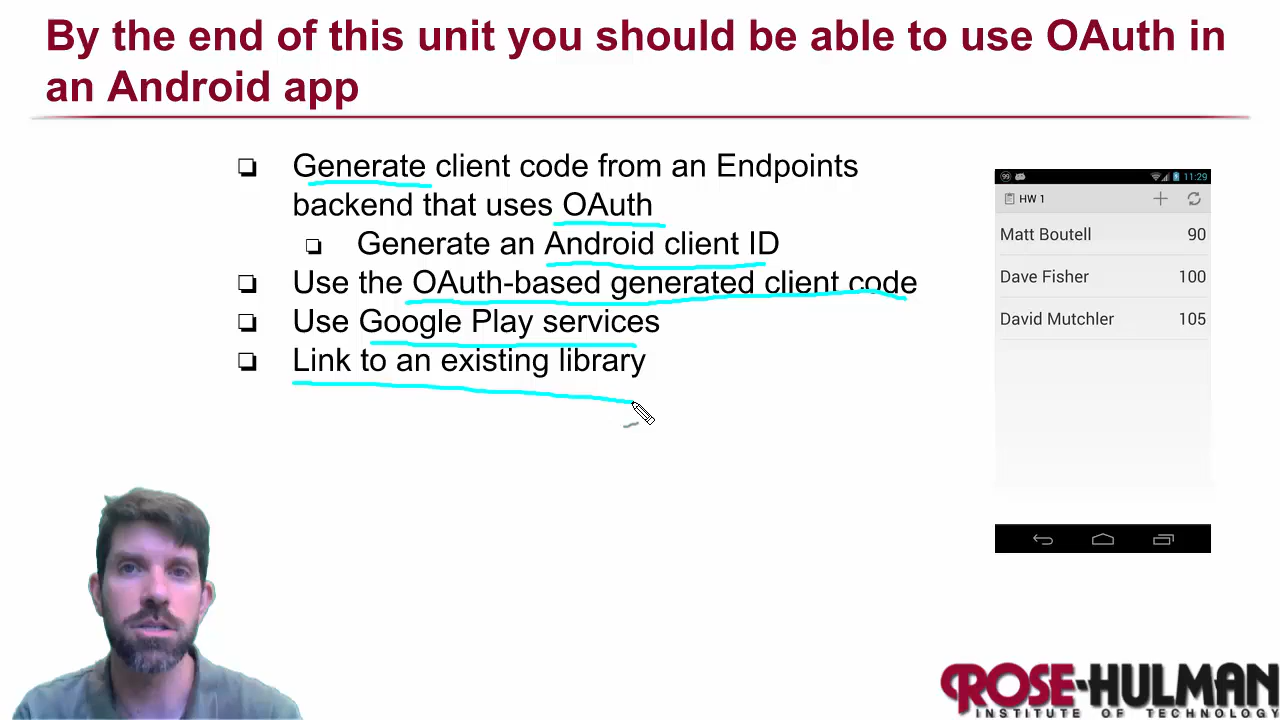 By the end of this unit you should be able to use OAuth in
an Android app
Generate client code from an Endpoints
backend that uses OAuth
Generate an Android client ID
Use the OAuth-based generated client code
Use Google Play services
Link to an existing library
99
11:29
HW 1
Matt Boutell 90
Dave Fisher 100
David Mutchler 105
ROSE-HULMAN
INSTITUTE OF TECHNOLOGY